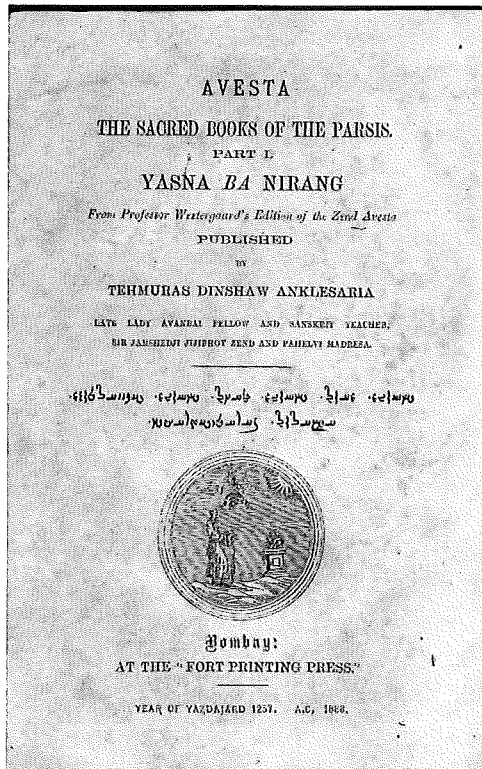 AVESTA
THE SACRED BOOKS OF THE PARSIS.
PART I.
YASNA BA NIRANG
From Professor Westergaard's Edition of the Zend Avesta
PUBLISHED
BY
TEHMURAS DINSHAW ANKLESARIA
LATE LADY AVANBAI FELLOW AND SANSKRIT TEACHER,
SIR JAMSHEDJI JIJIBHOY ZEND AND PAHELVI MADRESA.
Bombay:
AT THE "FORT PRINTING PRESS."
YEAR OF YAZDAJARD 1257. A.C, 1888.